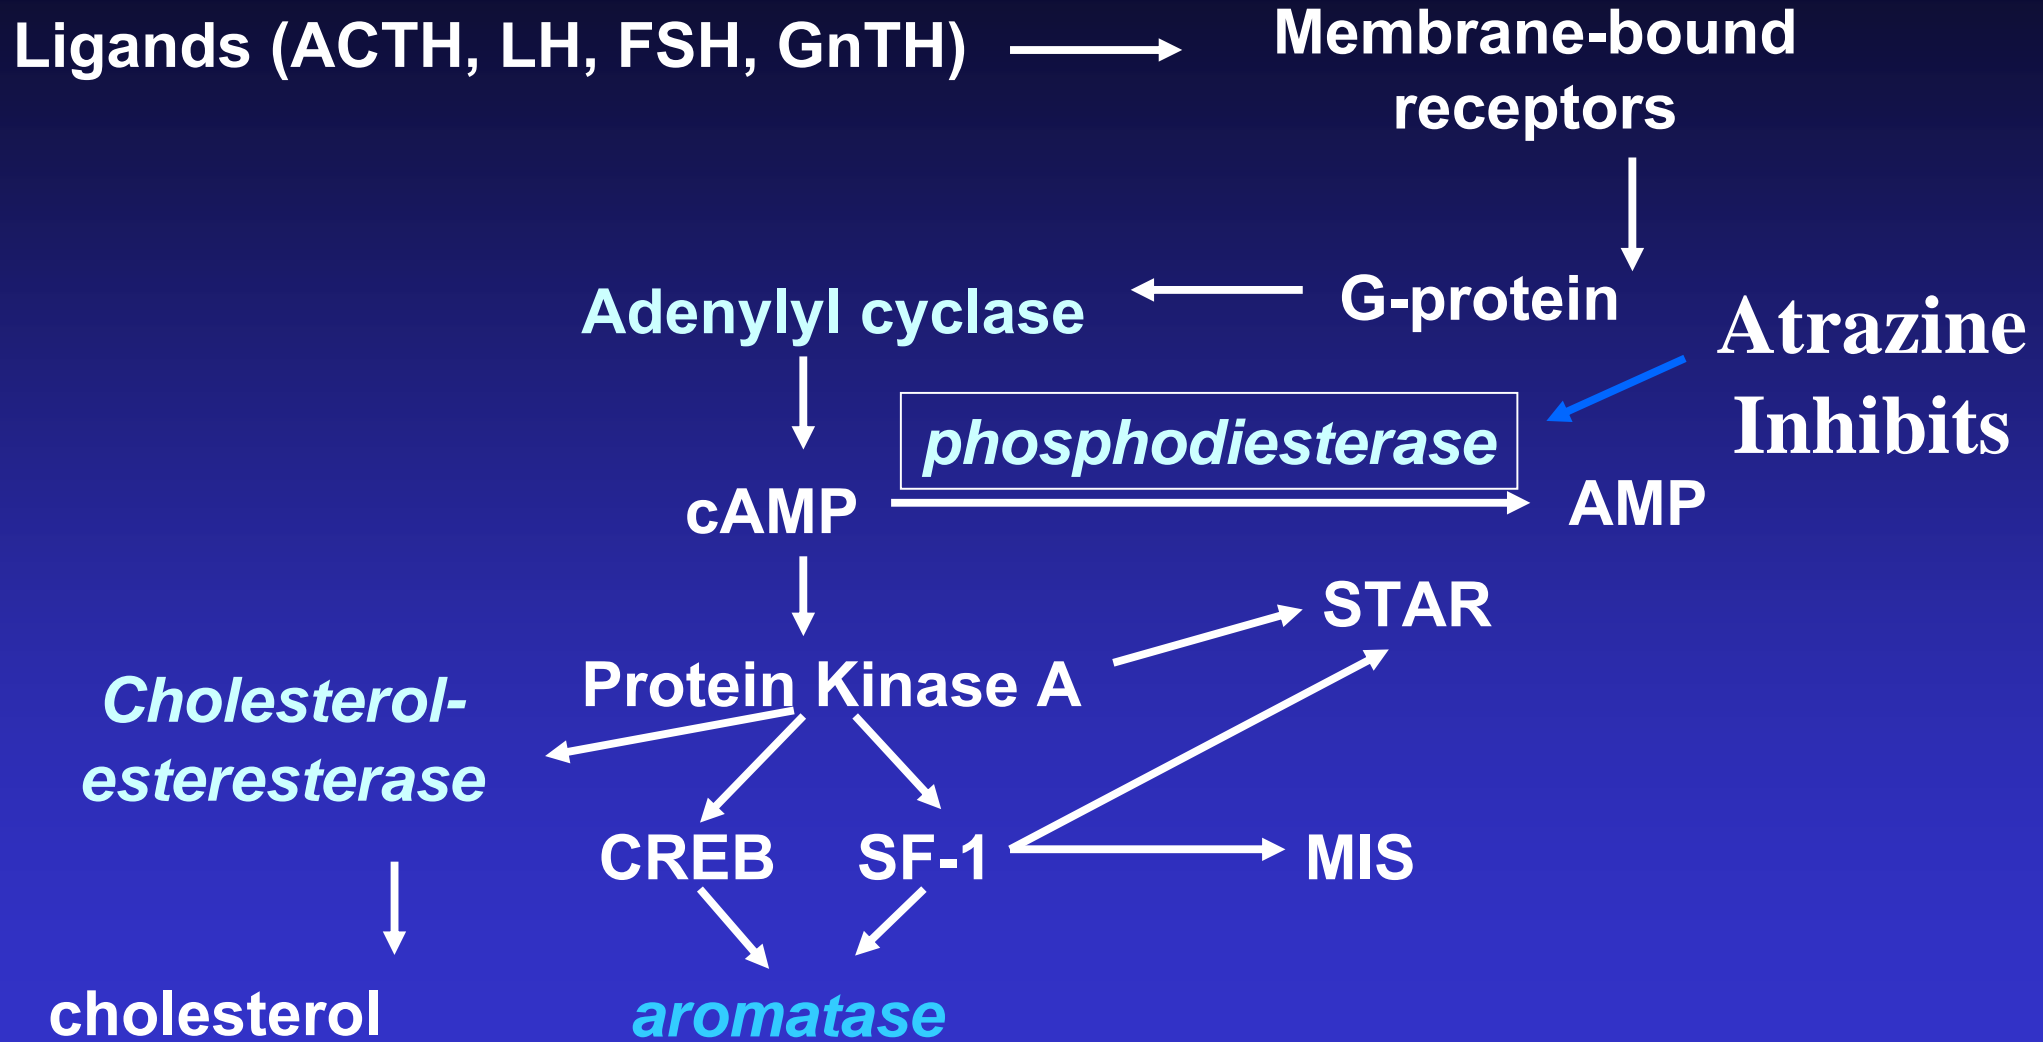 Ligands (ACTH, LH, FSH, GnTH)
Membrane-bound
receptors
Adenylyl cyclase
G-protein
Atrazine
Inhibits
phosphodiesterase
cAMP
AMP
STAR
Protein Kinase A
Cholesterol-
esteresterase
CREB
SF-1
MIS
cholesterol
aromatase